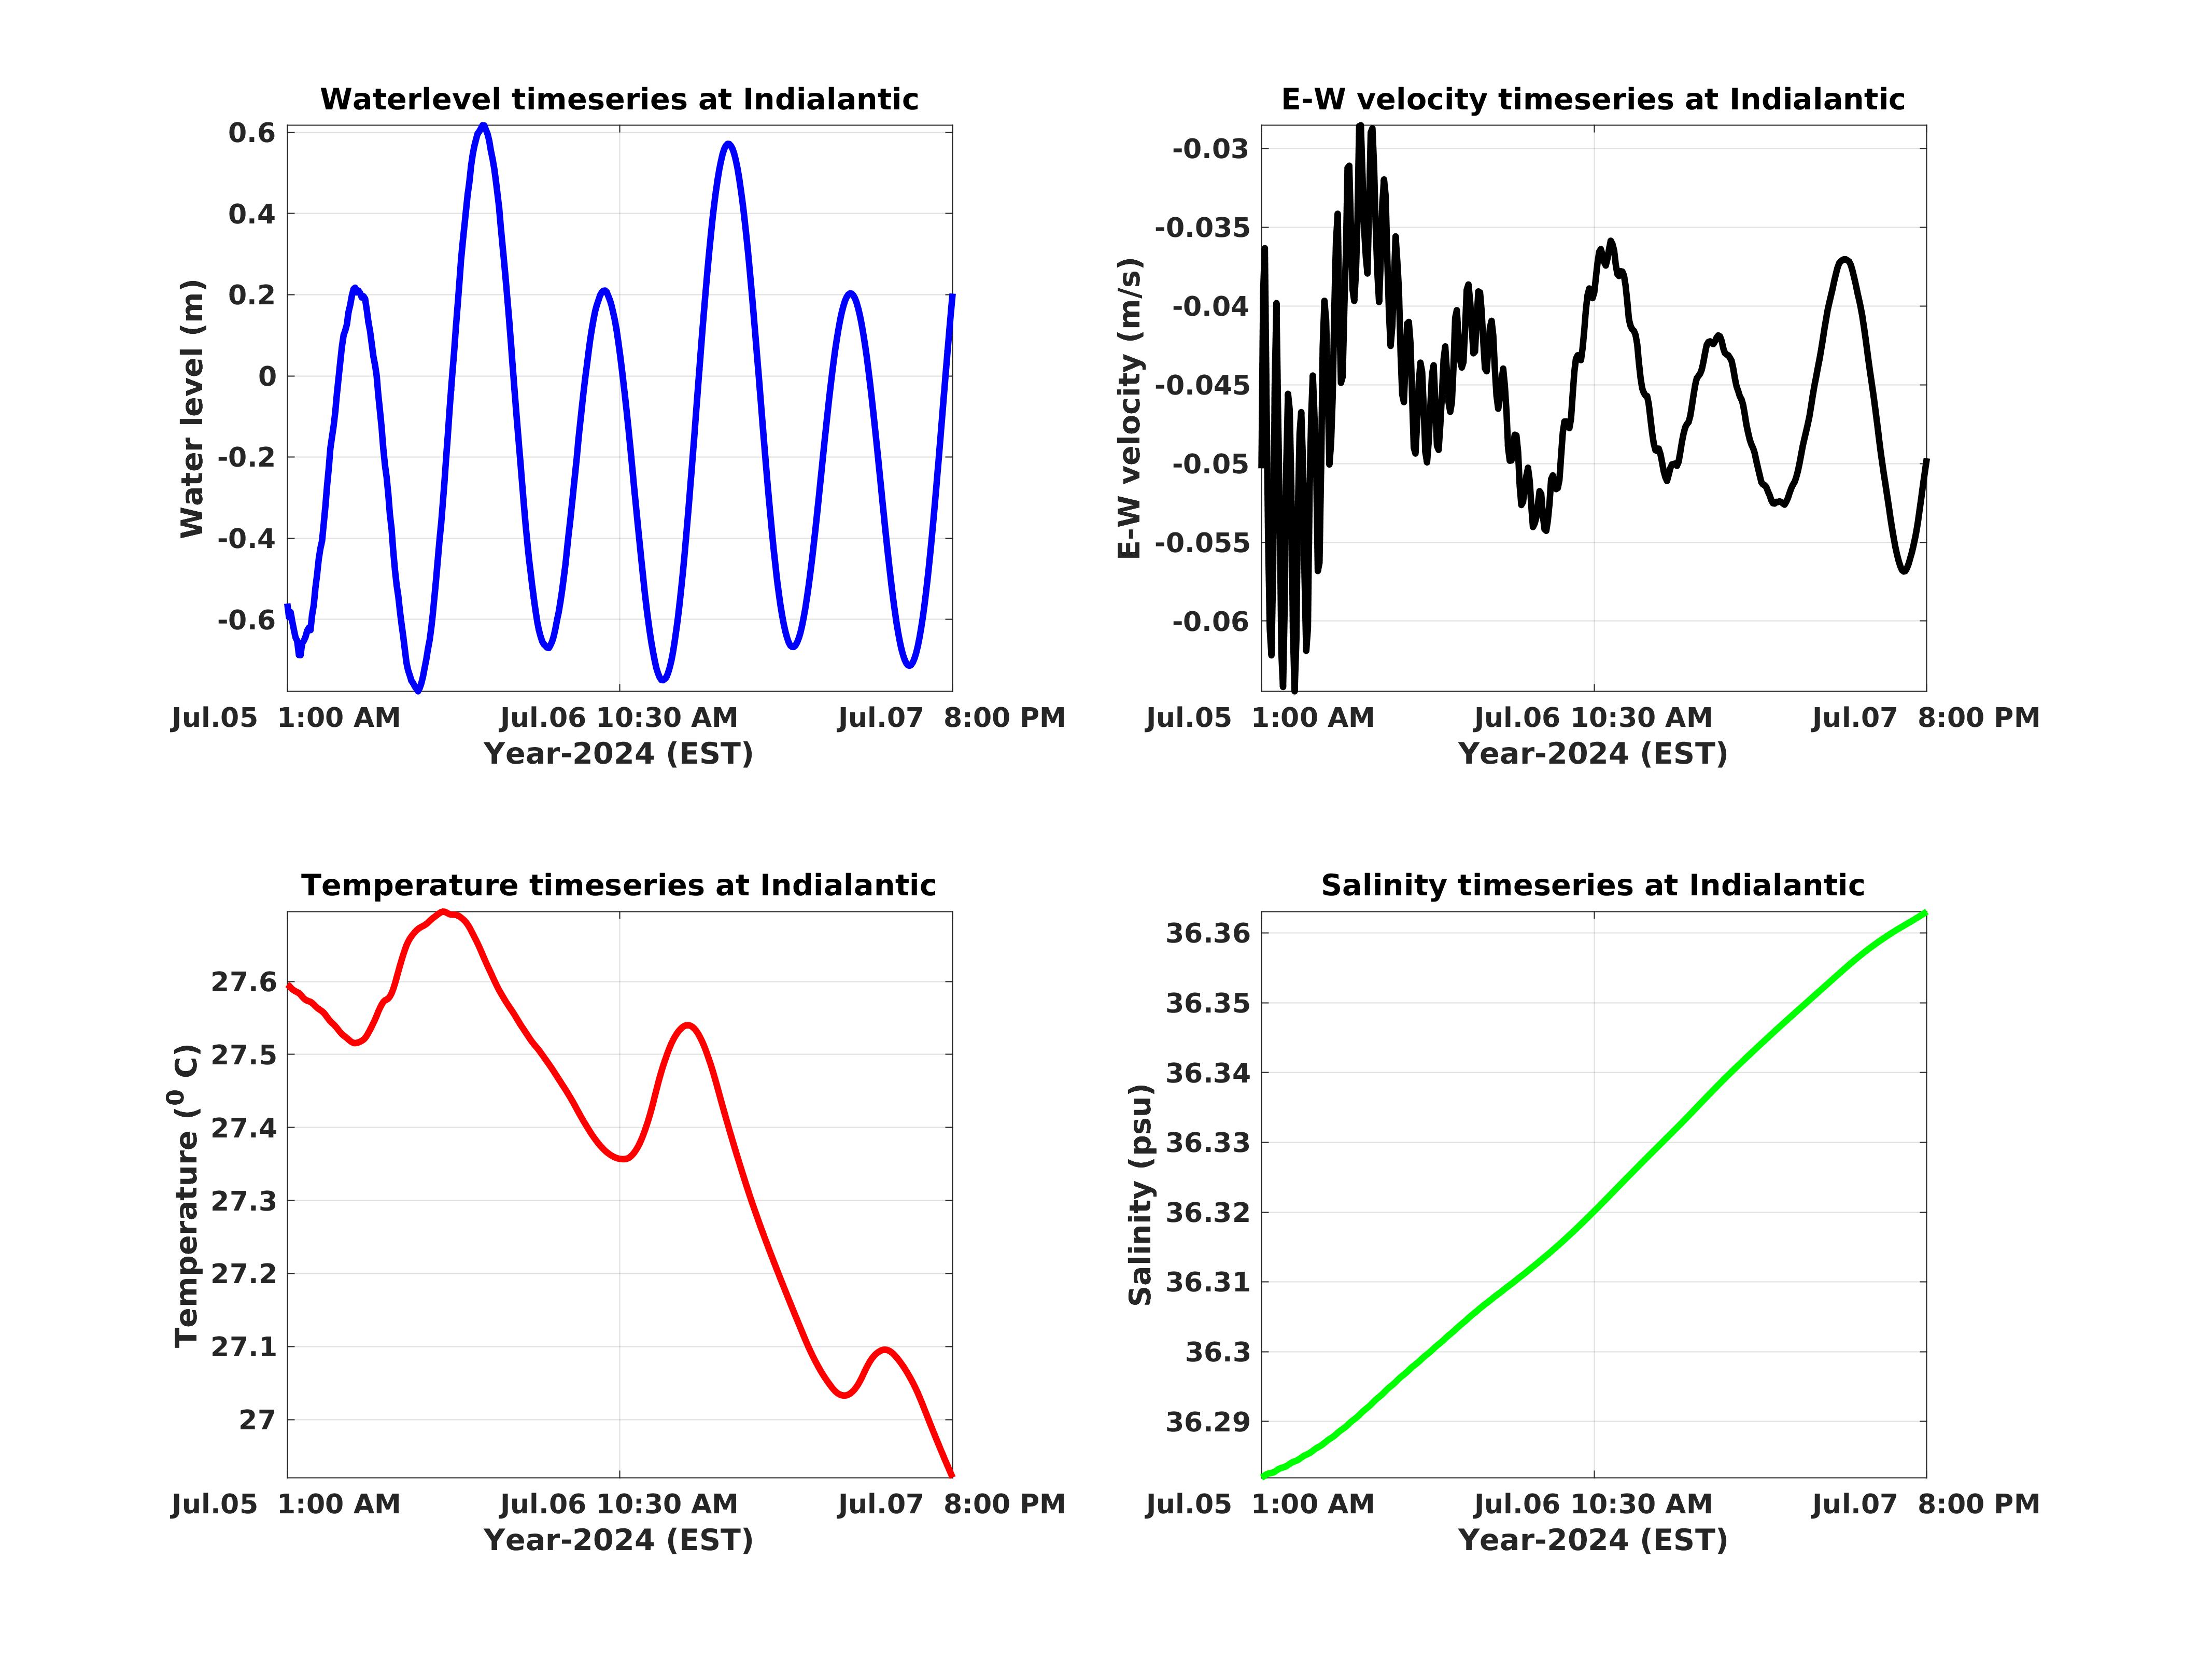 Waterlevel timeseries at Indialantic
0.6
0.4
0.2
0
-0.2
-0.4
-0.6
Water level (m)
Jul.05 1:00 AM
Jul.06 10:30 AM
Jul.07 8:00 PM
Year-2024 (EST)
E-W velocity timeseries at Indialantic
-0.03
-0.035
-0.04
-0.045
-0.05
-0.055
-0.06
E-W velocity (m/s)
Jul.05 1:00 AM
Jul.06 10:30 AM
Jul.07 8:00 PM
Year-2024 (EST)
Temperature timeseries at Indialantic
27.6
27.5
27.4
27.3
27.2
27.1
27
Temperature (⁰ C)
Jul.05 1:00 AM
Jul.06 10:30 AM
Jul.07 8:00 PM
Year-2024 (EST)
Salinity timeseries at Indialantic
36.36
36.35
36.34
36.33
36.32
36.31
36.3
36.29
Salinity (psu)
Jul.05 1:00 AM
Jul.06 10:30 AM
Jul.07 8:00 PM
Year-2024 (EST)